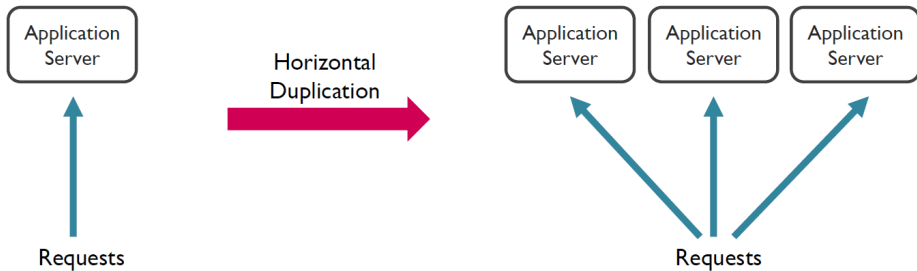 Application
Server
Horizontal
Duplication
Requests
Application
Server
Application
Server
Application
Server
Requests